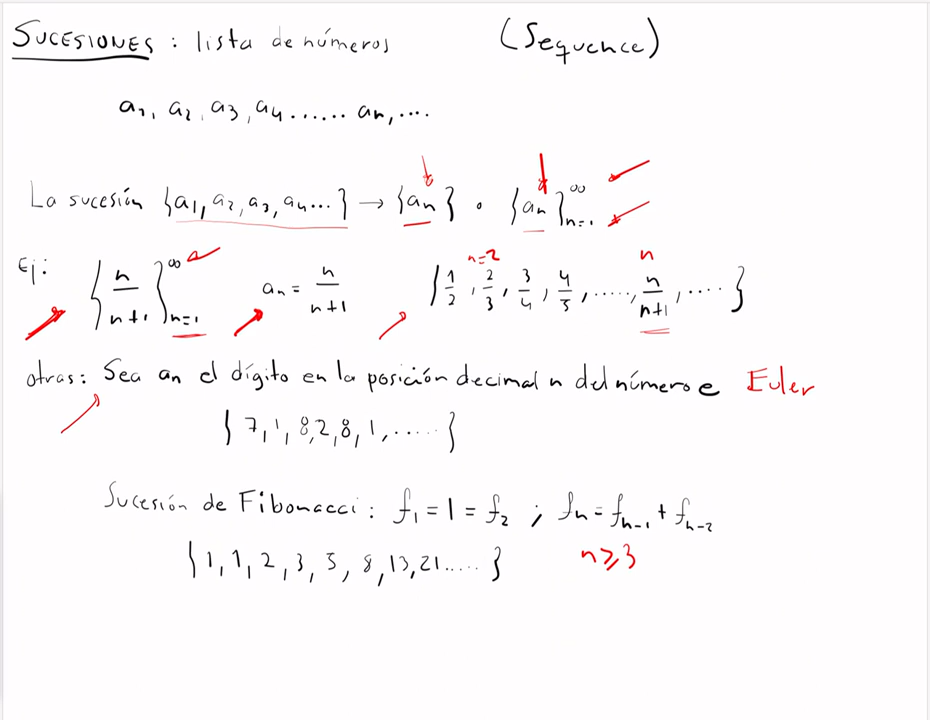 SUCESIONES : lista de números (Sequence)
a1, a2, a3, a4...... an,....
La sucesión {a1, a2, a3, a4...} → {an} o {an}∞n=1
n=2 n
Ej: {n/n+1}∞n=1 an = n/n+1 {1/2, 2/3, 3/4, 4/5, ....., n/n+1, ....}
otras: Sea an el dígito en la posición decimal n del número e Euler
{7,1,8,2,8,1,.....}
Sucesión de Fibonacci: f1=1=f2 ; fn=fn-1+fn-2
{1,1,2,3,5,8,13,21.....} n≥3